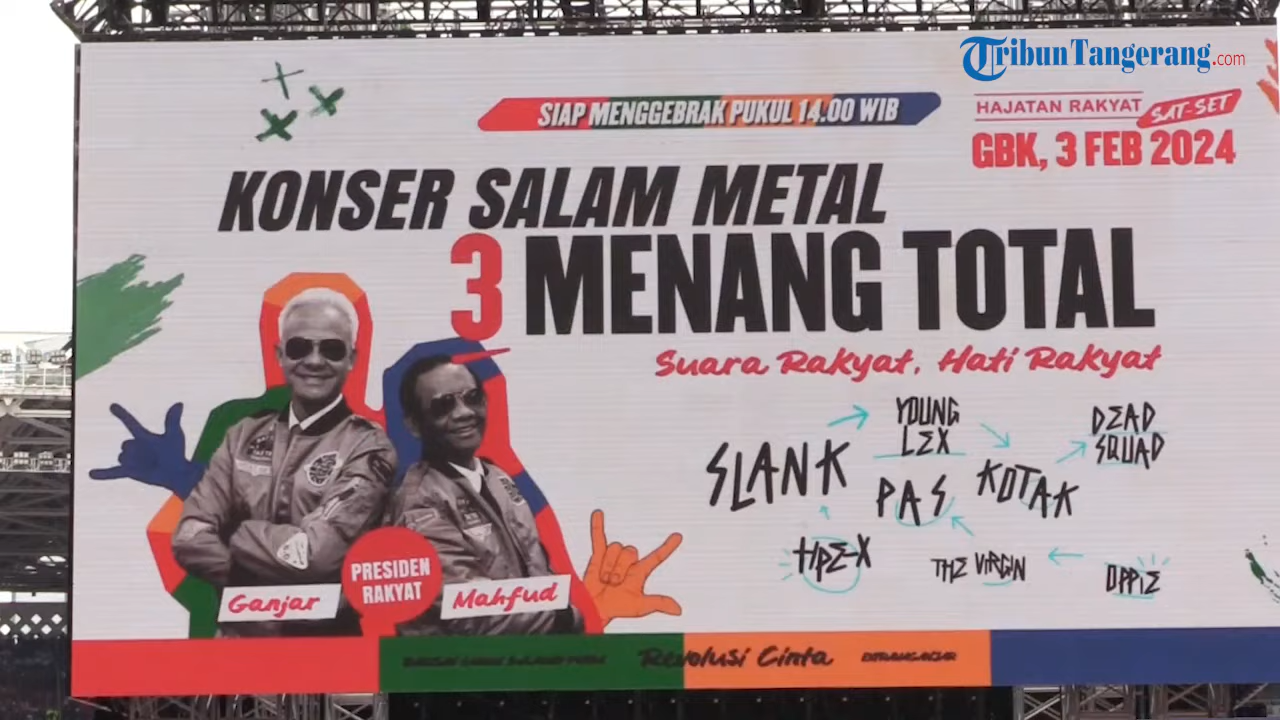 TribunTangerang.com
SIAP MENGGEBRAK PUKUL 14.00 WIB
HAJATAN RAKYAT SAT-SET
GBK, 3 FEB 2024
KONSER SALAM METAL
3 MENANG TOTAL
Suara Rakyat, Hati Rakyat
YOUNG LEX
DEAD SQUAD
SLANK
PAS
KOTAK
HPE-X
THE VIRGIN
OPPIE
PRESIDEN
RAKYAT
Ganjar
Mahfud
Revolusi Cinta